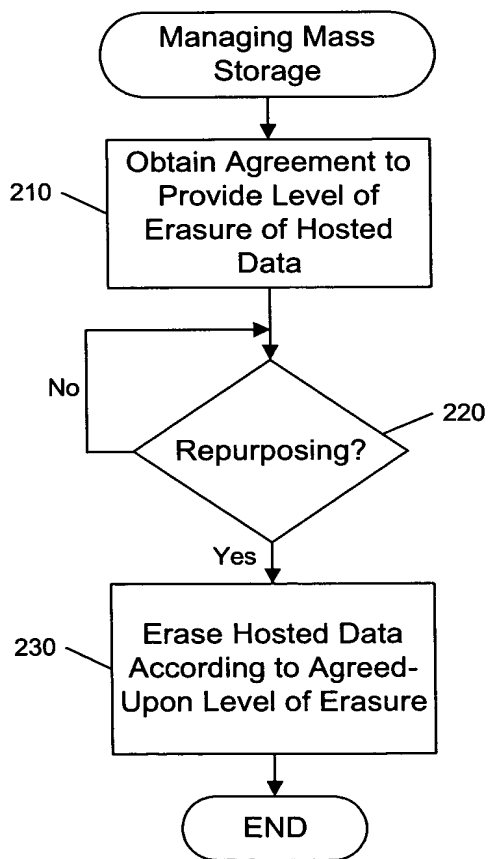 Managing Mass
Storage
210
Obtain Agreement to
Provide Level of
Erasure of Hosted
Data
No
220
Repurposing?
Yes
230
Erase Hosted Data
According to Agreed-
Upon Level of Erasure
END